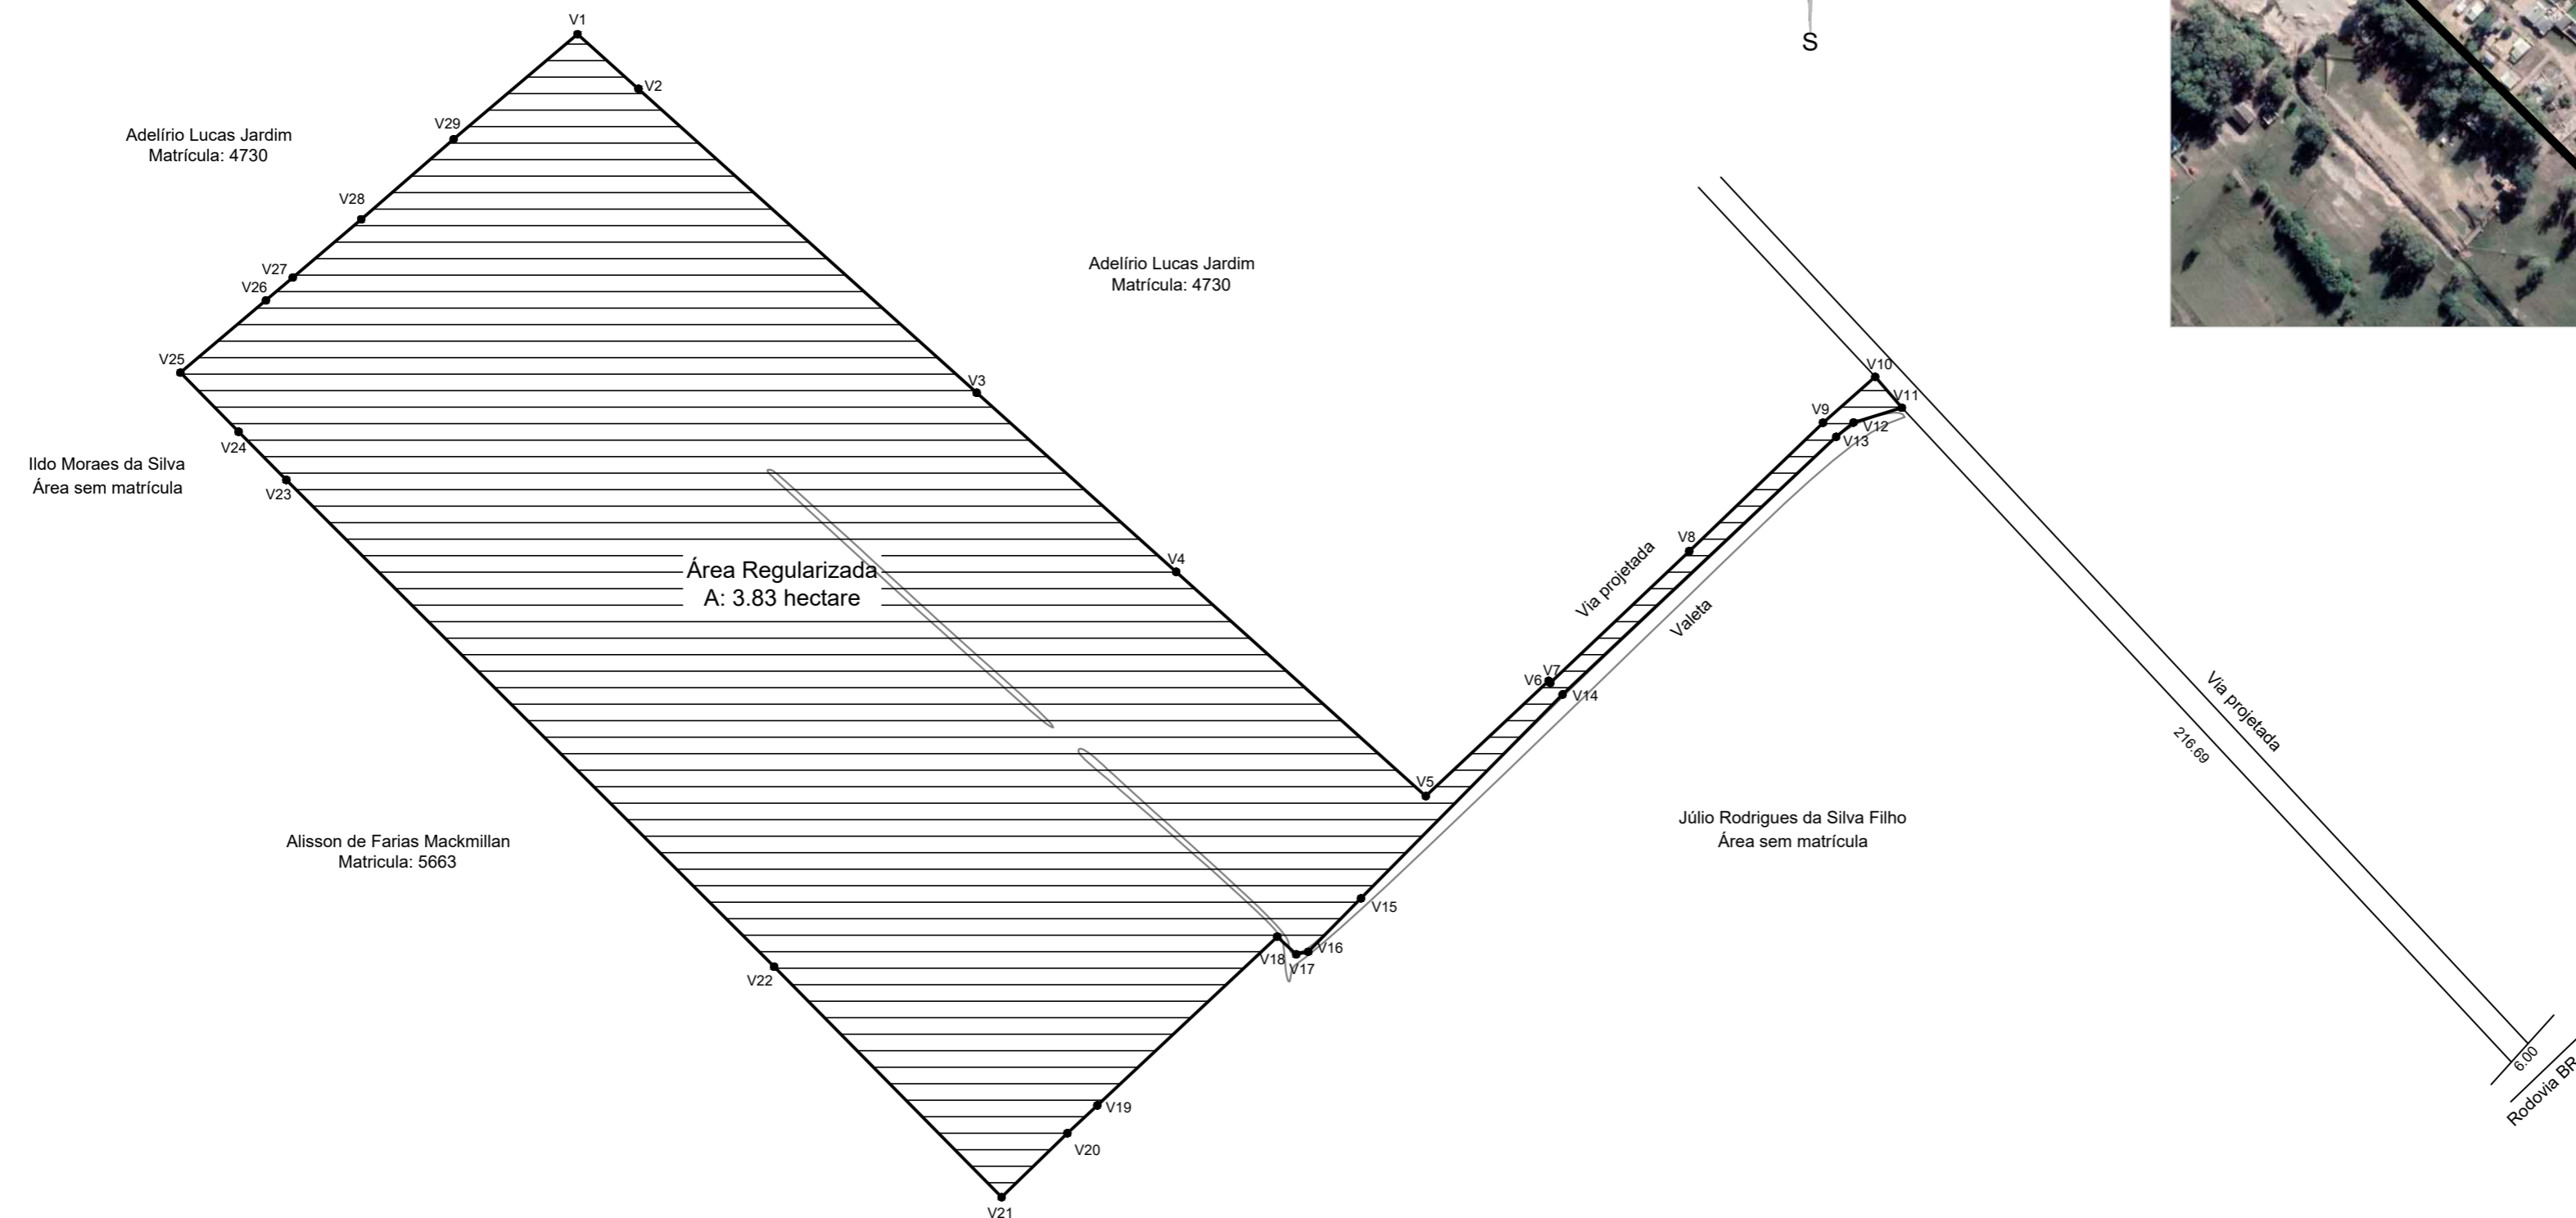 V1
S
V2
V29
Adelírio Lucas Jardim
Matrícula: 4730
V28
Adelírio Lucas Jardim
Matrícula: 4730
V27
V26
V25
V10
V3
V11
V9
V12
V13
V24
Ildo Moraes da Silva
Área sem matrícula
V23
V8
V4
Via projetada
Área Regularizada
A: 3.83 hectare
Valeta
V7
V6
V14
Via projetada
216.69
V5
Júlio Rodrigues da Silva Filho
Área sem matrícula
Alisson de Farias Mackmillan
Matricula: 5663
V15
V16
V18
V17
V22
6.00
Rodovia BR
V19
V20
V21